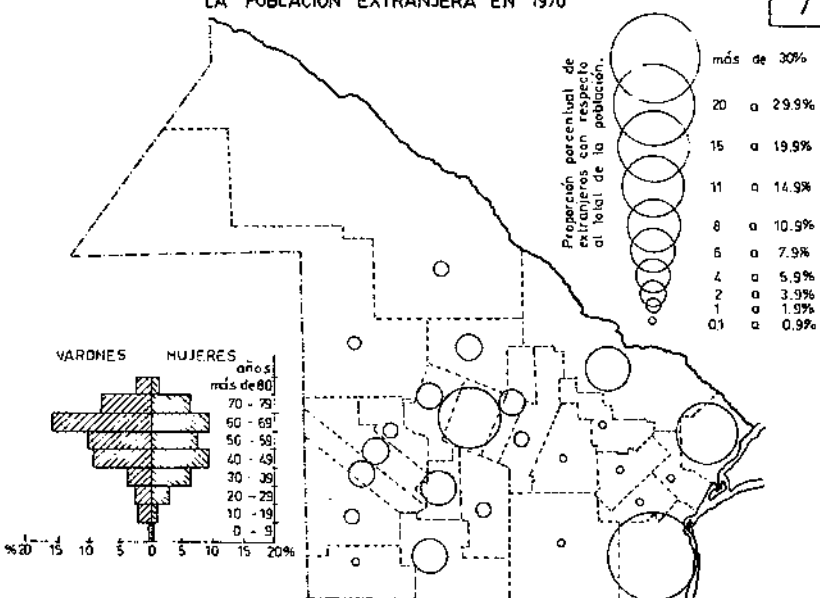 LA POBLACIÓN EXTRANJERA EN 1970
7
Proporción porcentual de
extranjeros con respecto
al total de la población.
más de 30%
20 a 29.9%
15 a 19.9%
11 a 14.9%
8 a 10.9%
6 a 7.9%
4 a 5.9%
2 a 3.9%
1 a 1.9%
0.1 a 0.9%
VARONES MUJERES
años
más de 80
70 - 79
60 - 69
50 - 59
40 - 49
30 - 39
20 - 29
10 - 19
0 - 9
% 20 15 10 5 0 5 10 15 20%